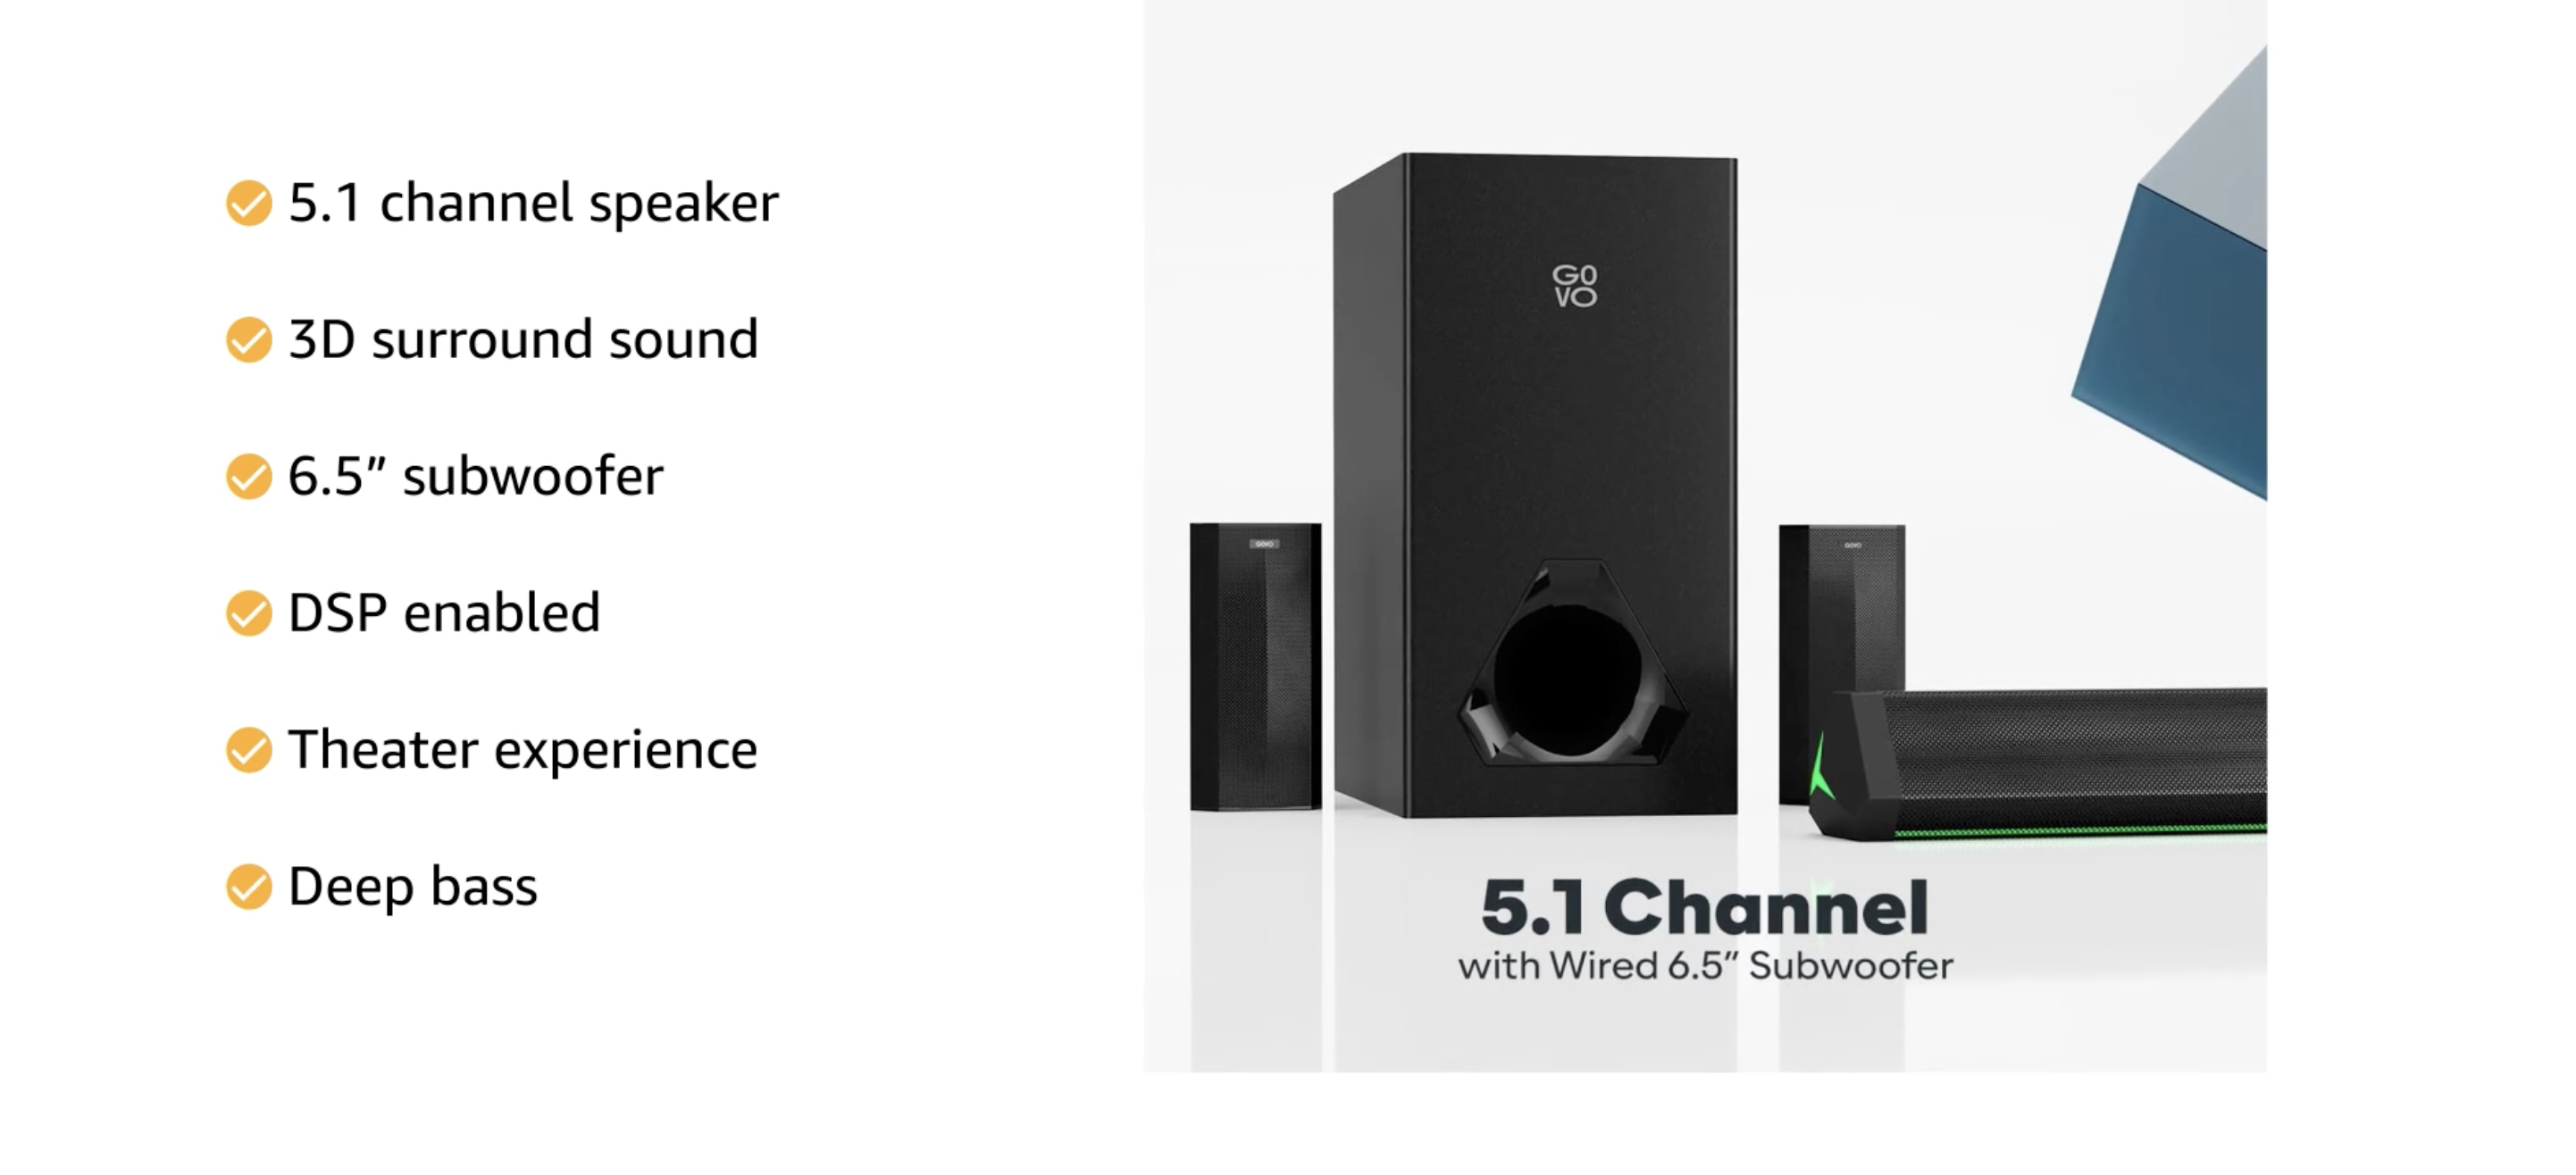 5.1 channel speaker
3D surround sound
6.5” subwoofer
DSP enabled
Theater experience
Deep bass
GO
VO
GOVO
GOVO
5.1 Channel
with Wired 6.5” Subwoofer